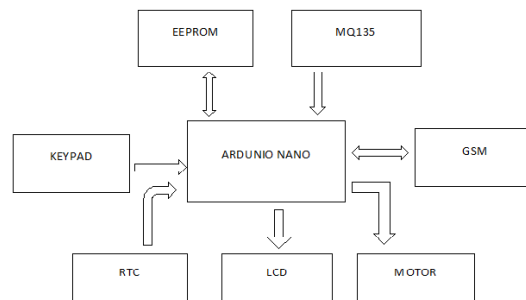 EEPROM
MQ135
KEYPAD
ARDUNIO NANO
GSM
RTC
LCD
MOTOR